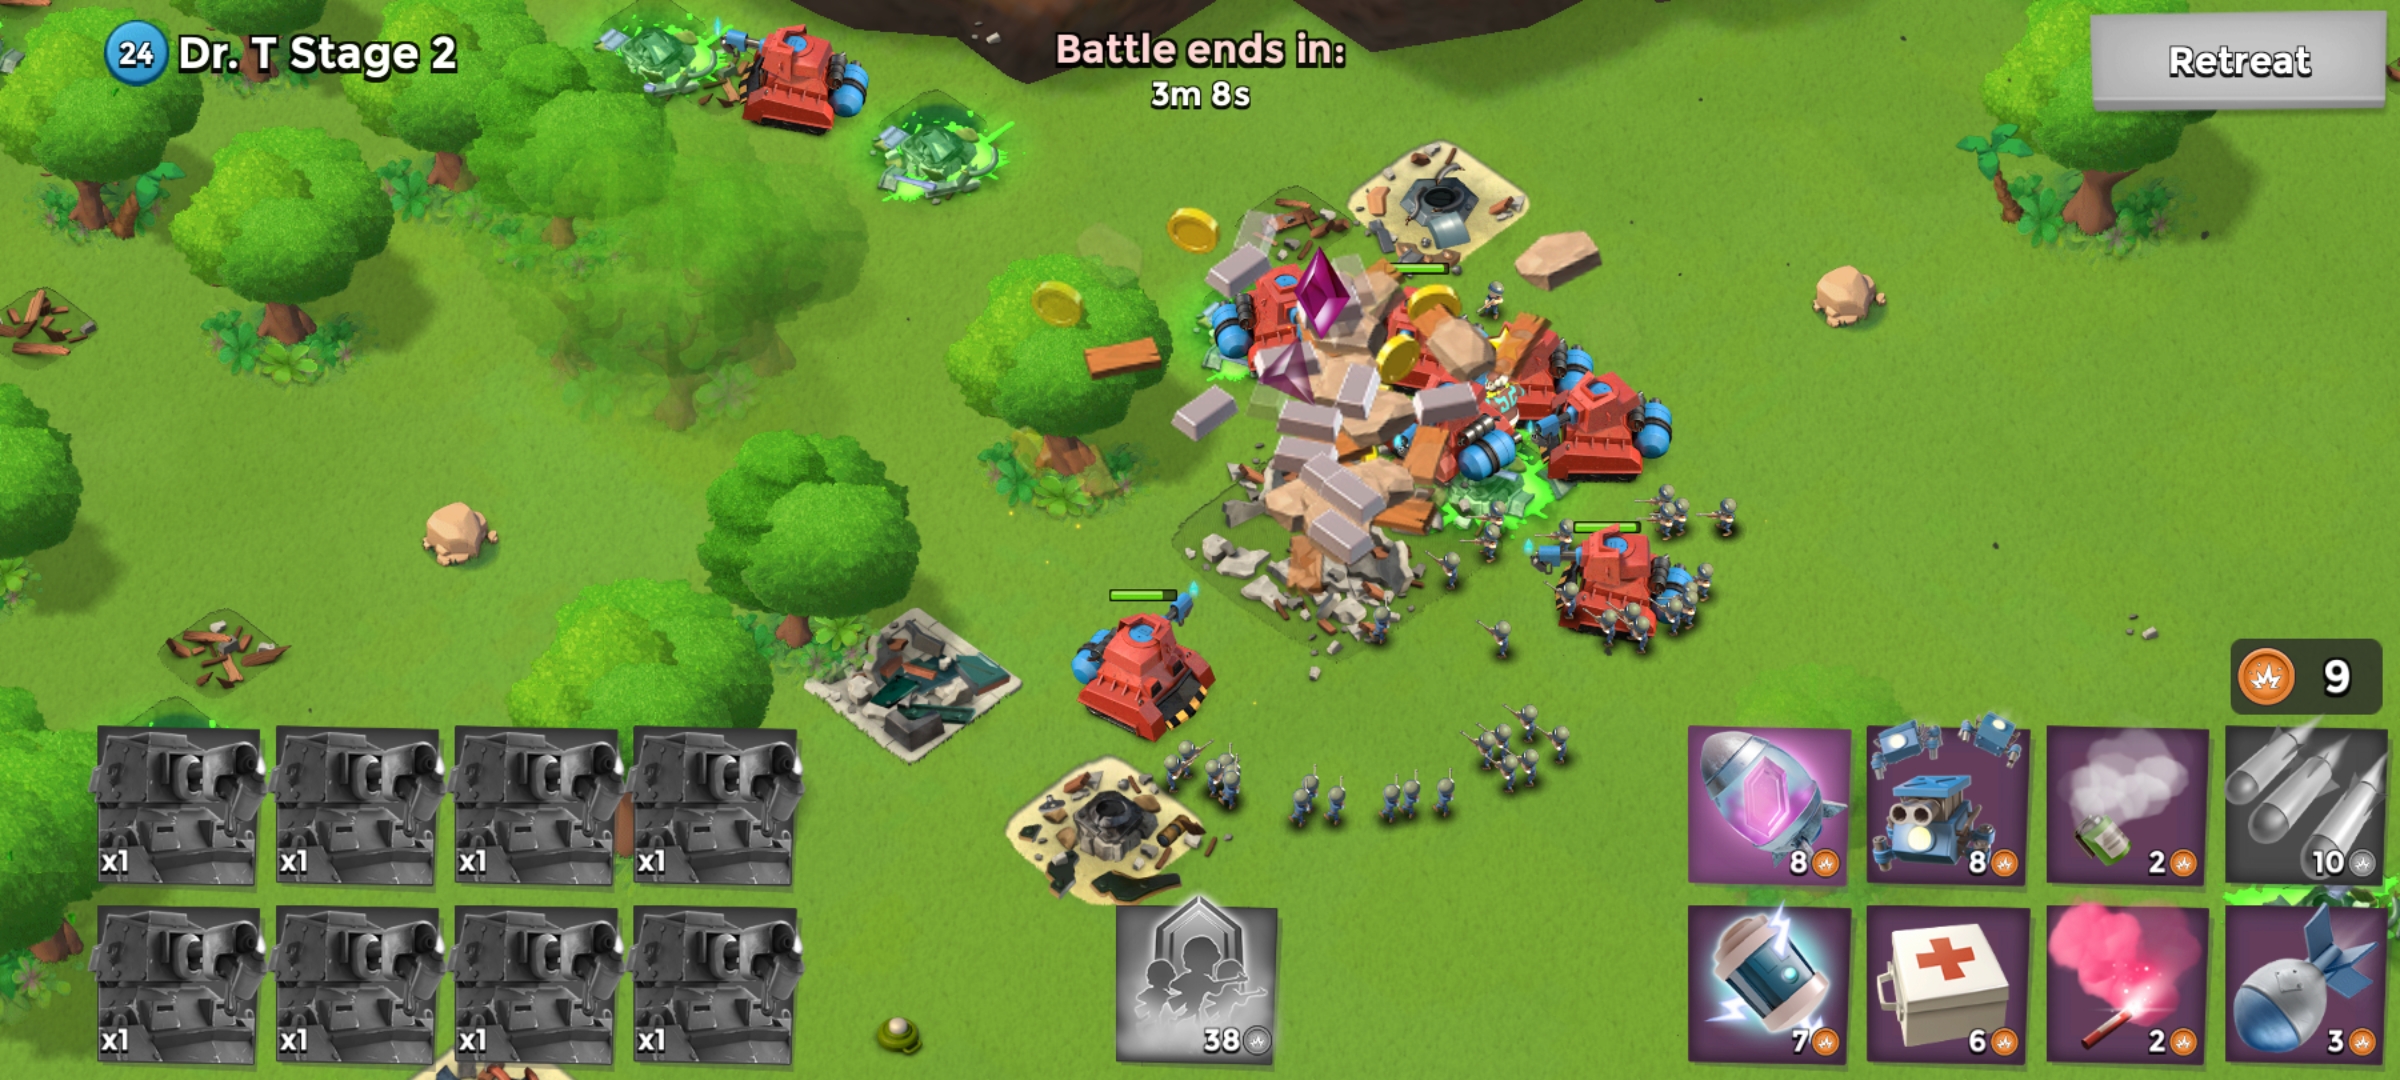 24 Dr. T Stage 2
Battle ends in:
3m 8s
Retreat
9
x1 x1 x1 x1
8 8 2 10
x1 x1 x1 x1
38
7 6 2 3